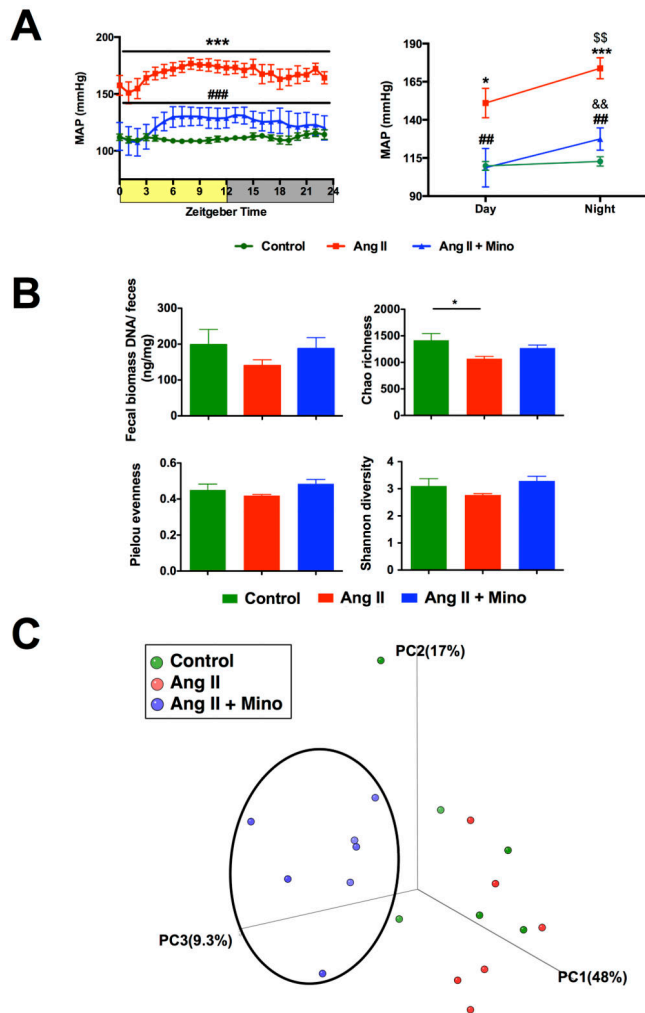 A
MAP (mmHg)
200
150
100
***
###
0 3 6 9 12 15 18 21 24
Zeitgeber Time
MAP (mmHg)
190
165
140
115
90
*
##
$$
***
&&
##
Day Night
Control Ang II Ang II + Mino
B
Fecal biomass DNA/ feces
(ng/mg)
300
200
100
0
Chao richness
2000
1500
1000
500
0
*
Pielou evenness
0.6
0.4
0.2
0.0
Shannon diversity
4
3
2
1
0
Control Ang II Ang II + Mino
C
Control
Ang II
Ang II + Mino
PC2(17%)
PC3(9.3%)
PC1(48%)